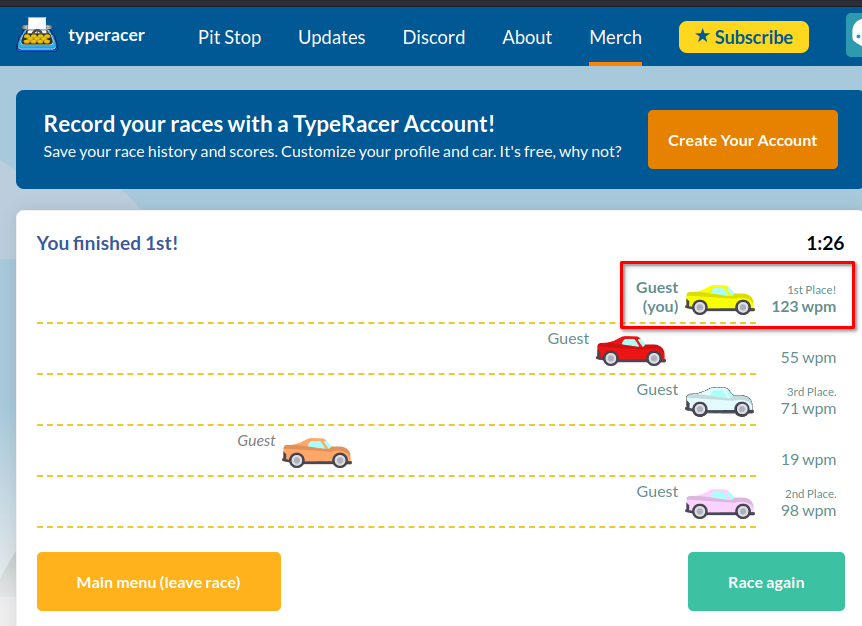 typeracer Pit Stop Updates Discord About Merch ★ Subscribe
Record your races with a TypeRacer Account!
Save your race history and scores. Customize your profile and car. It's free, why not?
Create Your Account
You finished 1st! 1:26
Guest 1st Place!
(you) 123 wpm
Guest
55 wpm
Guest 3rd Place.
71 wpm
Guest
19 wpm
Guest 2nd Place.
98 wpm
Main menu (leave race) Race again